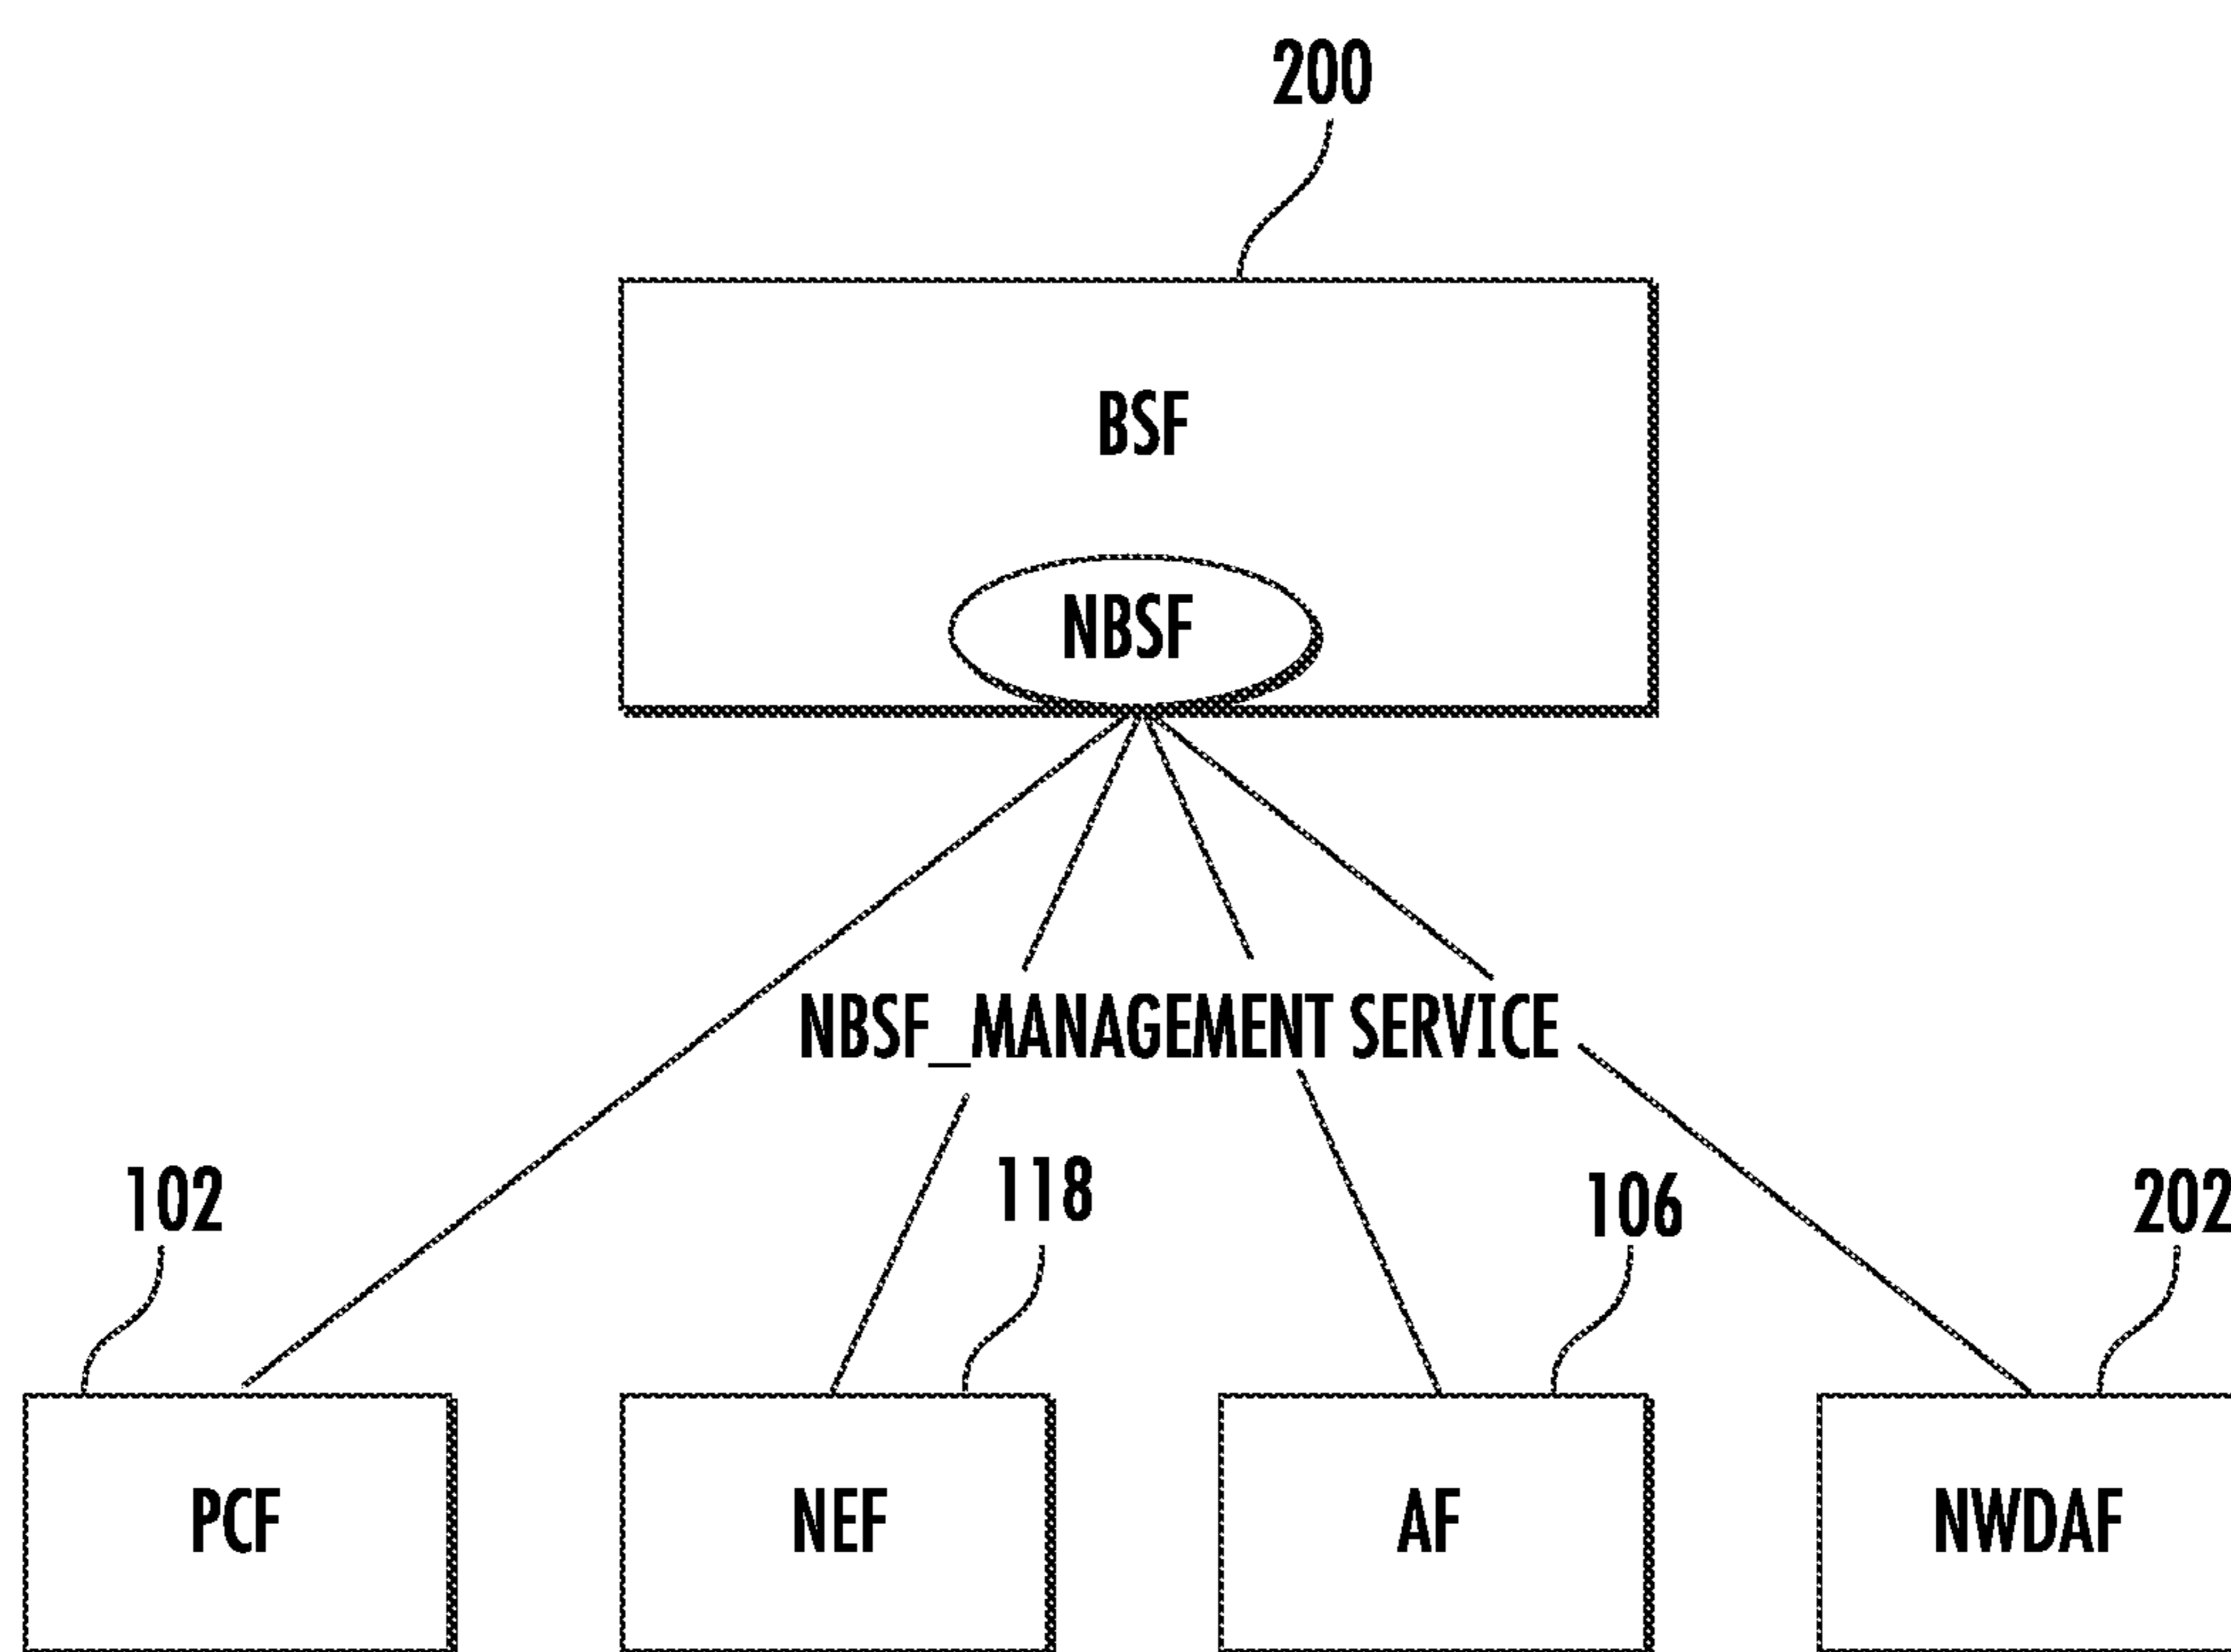 200
BSF
NBSF
NBSF_MANAGEMENT SERVICE
102
118
106
202
PCF
NEF
AF
NWDAF